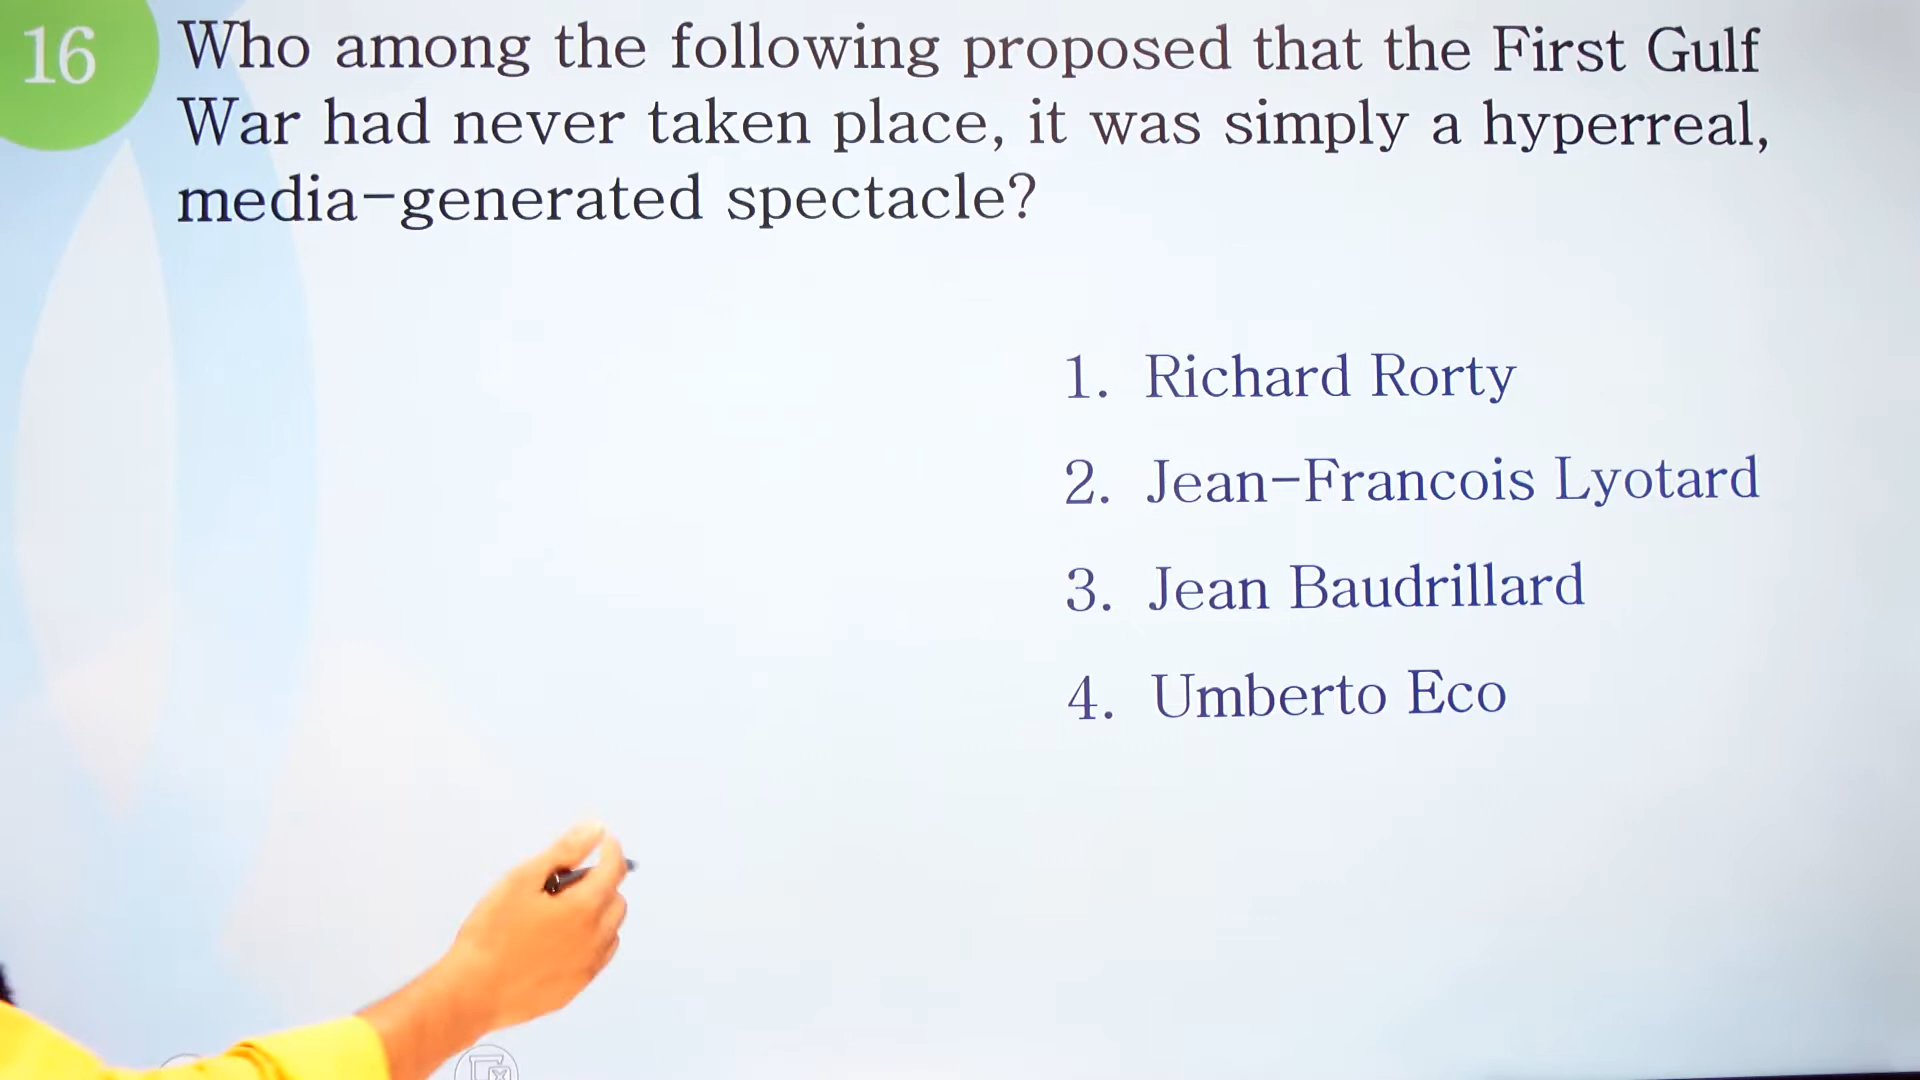 16
Who among the following proposed that the First Gulf
War had never taken place, it was simply a hyperreal,
media-generated spectacle?
1. Richard Rorty
2. Jean-Francois Lyotard
3. Jean Baudrillard
4. Umberto Eco